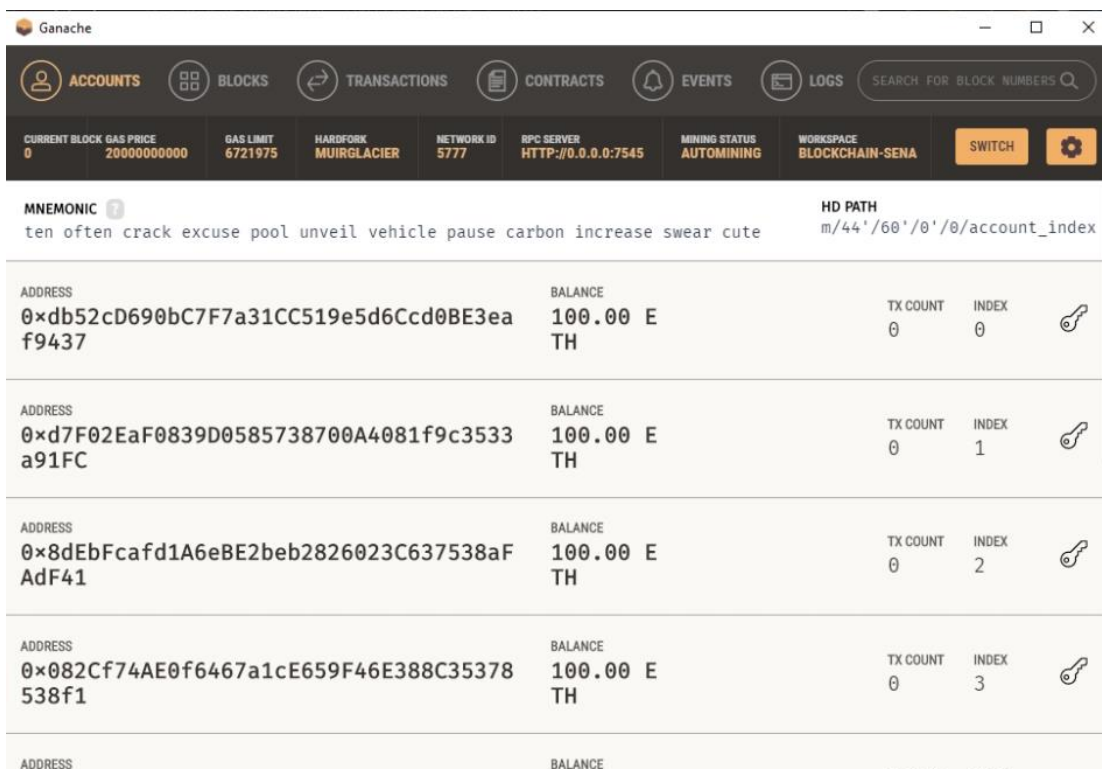 Ganache
ACCOUNTS BLOCKS TRANSACTIONS CONTRACTS EVENTS LOGS SEARCH FOR BLOCK NUMBERS
CURRENT BLOCK GAS PRICE GAS LIMIT HARDFORK NETWORK ID RPC SERVER MINING STATUS WORKSPACE
0 20000000000 6721975 MUIRGLACIER 5777 HTTP://0.0.0.0:7545 AUTOMINING BLOCKCHAIN-SENA SWITCH
MNEMONIC ? HD PATH
ten often crack excuse pool unveil vehicle pause carbon increase swear cute m/44'/60'/0'/0/account_index
ADDRESS BALANCE TX COUNT INDEX
0×db52cD690bC7F7a31CC519e5d6Ccd0BE3ea 100.00 E 0 0
f9437 TH
ADDRESS BALANCE TX COUNT INDEX
0×d7F02EaF0839D0585738700A4081f9c3533 100.00 E 0 1
a91FC TH
ADDRESS BALANCE TX COUNT INDEX
0×8dEbFcafd1A6eBE2beb2826023C637538aF 100.00 E 0 2
AdF41 TH
ADDRESS BALANCE TX COUNT INDEX
0×082Cf74AE0f6467a1cE659F46E388C35378 100.00 E 0 3
538f1 TH
ADDRESS BALANCE